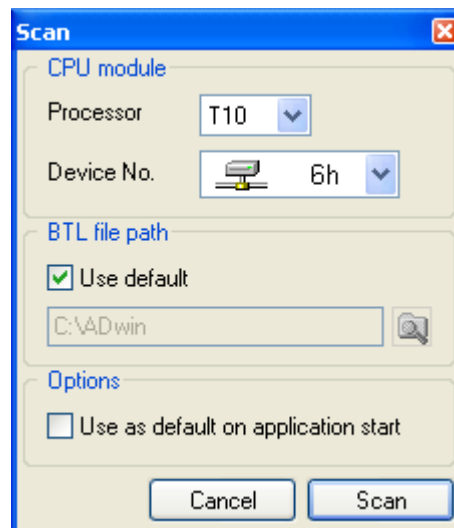 Scan
CPU module
Processor T10
Device No. 6h
BTL file path
Use default
C:\ADwin
Options
Use as default on application start
Cancel Scan